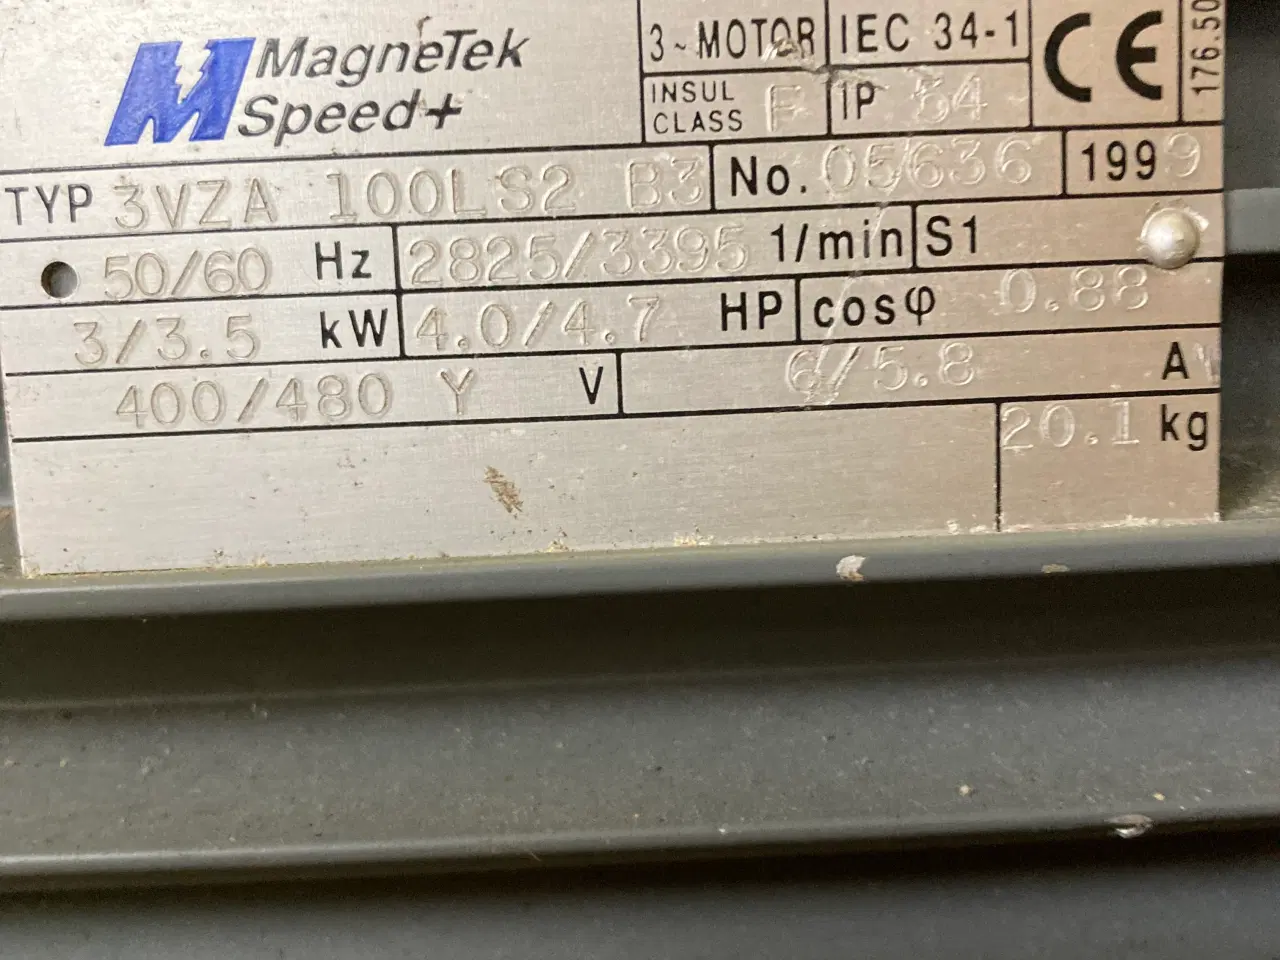 MagneTek
Speed+
3~MOTOR IEC 34-1
INSUL
CLASS F IP 54
CE
176.50
TYP 3VZA 100LS2 B3 No. 05636 1999
50/60 Hz 2825/3395 1/min S1
3/3.5 kW 4.0/4.7 HP cosφ 0.88
400/480 Y V 6/5.8 A
20.1 kg